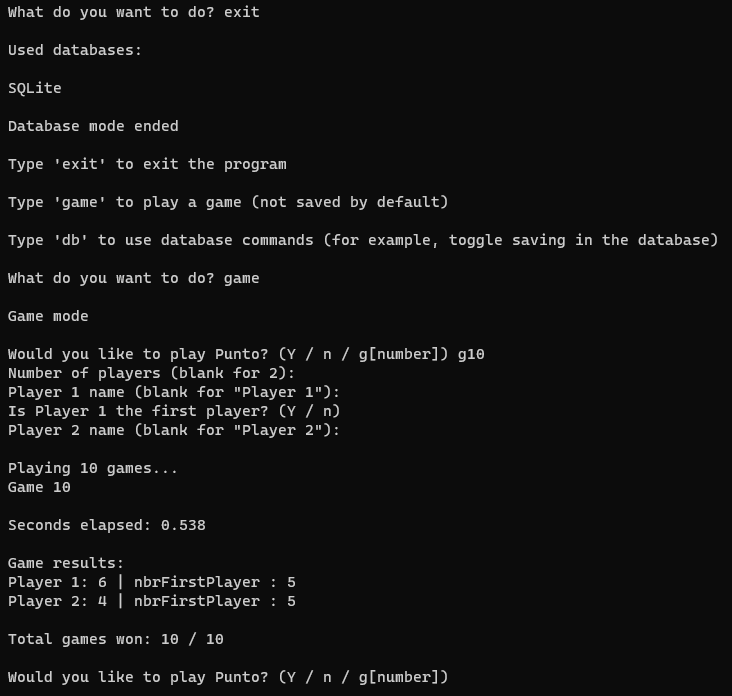 What do you want to do? exit
Used databases:
SQLite
Database mode ended
Type 'exit' to exit the program
Type 'game' to play a game (not saved by default)
Type 'db' to use database commands (for example, toggle saving in the database)
What do you want to do? game
Game mode
Would you like to play Punto? (Y / n / g[number]) g10
Number of players (blank for 2):
Player 1 name (blank for "Player 1"):
Is Player 1 the first player? (Y / n)
Player 2 name (blank for "Player 2"):
Playing 10 games...
Game 10
Seconds elapsed: 0.538
Game results:
Player 1: 6 | nbrFirstPlayer : 5
Player 2: 4 | nbrFirstPlayer : 5
Total games won: 10 / 10
Would you like to play Punto? (Y / n / g[number])